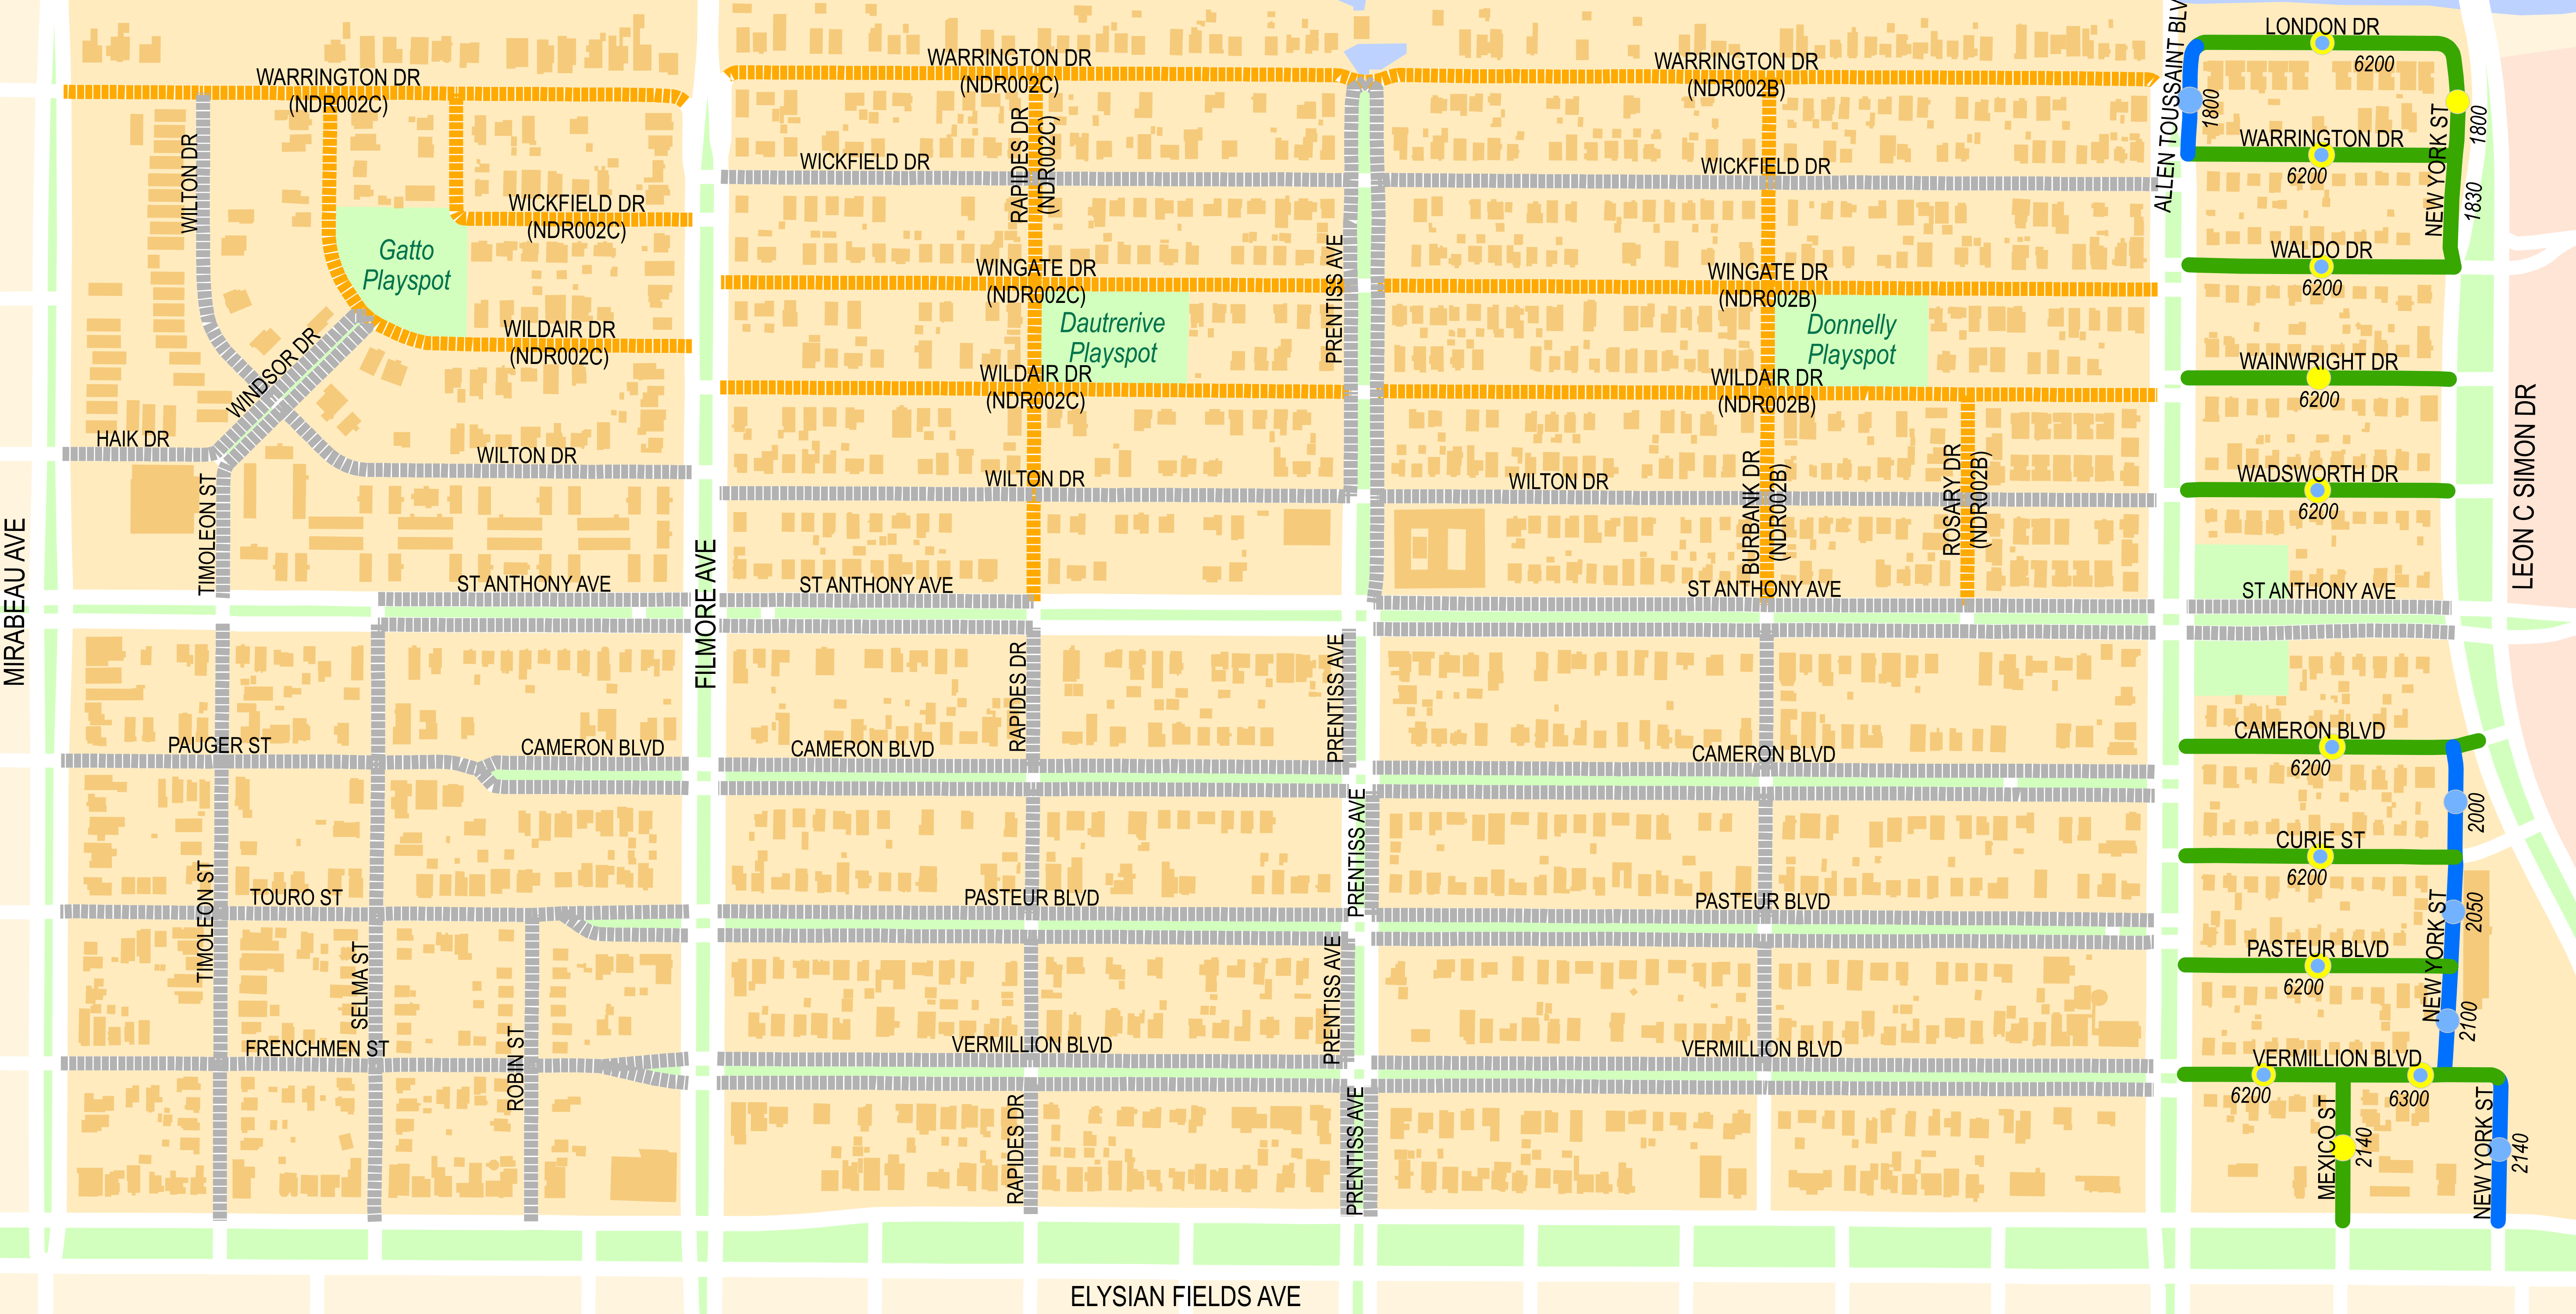 LONDON DR
6200
WARRINGTON DR
(NDR002C)
WARRINGTON DR
(NDR002C)
WARRINGTON DR
(NDR002B)
ALLEN TOUSSAINT BLV
1800
NEW YORK ST
1800
WARRINGTON DR
6200
1830
WILTON DR
RAPIDES DR
(NDR002C)
WICKFIELD DR
WICKFIELD DR
WICKFIELD DR
(NDR002C)
Gatto
Playspot
WALDO DR
6200
WINGATE DR
(NDR002C)
WINGATE DR
(NDR002B)
PRENTISS AVE
Dautrerive
Playspot
Donnelly
Playspot
WILDAIR DR
(NDR002C)
WINDSOR DR
WAINWRIGHT DR
6200
WILDAIR DR
(NDR002C)
WILDAIR DR
(NDR002B)
LEON C SIMON DR
HAIK DR
WILTON DR
WILTON DR
WILTON DR
WADSWORTH DR
6200
BURBANK DR
(NDR002B)
ROSARY DR
(NDR002B)
TIMOLEON ST
MIRABEAU AVE
FILMORE AVE
ST ANTHONY AVE
ST ANTHONY AVE
ST ANTHONY AVE
ST ANTHONY AVE
RAPIDES DR
PRENTISS AVE
PAUGER ST
CAMERON BLVD
CAMERON BLVD
CAMERON BLVD
CAMERON BLVD
6200
2000
PRENTISS AVE
CURIE ST
6200
TIMOLEON ST
TOURO ST
PASTEUR BLVD
PASTEUR BLVD
NEW YORK ST
2050
PASTEUR BLVD
6200
SELMA ST
PRENTISS AVE
2100
FRENCHMEN ST
ROBIN ST
VERMILLION BLVD
VERMILLION BLVD
VERMILLION BLVD
6200
6300
RAPIDES DR
PRENTISS AVE
MEXICO ST
2140
NEW YORK ST
2140
ELYSIAN FIELDS AVE